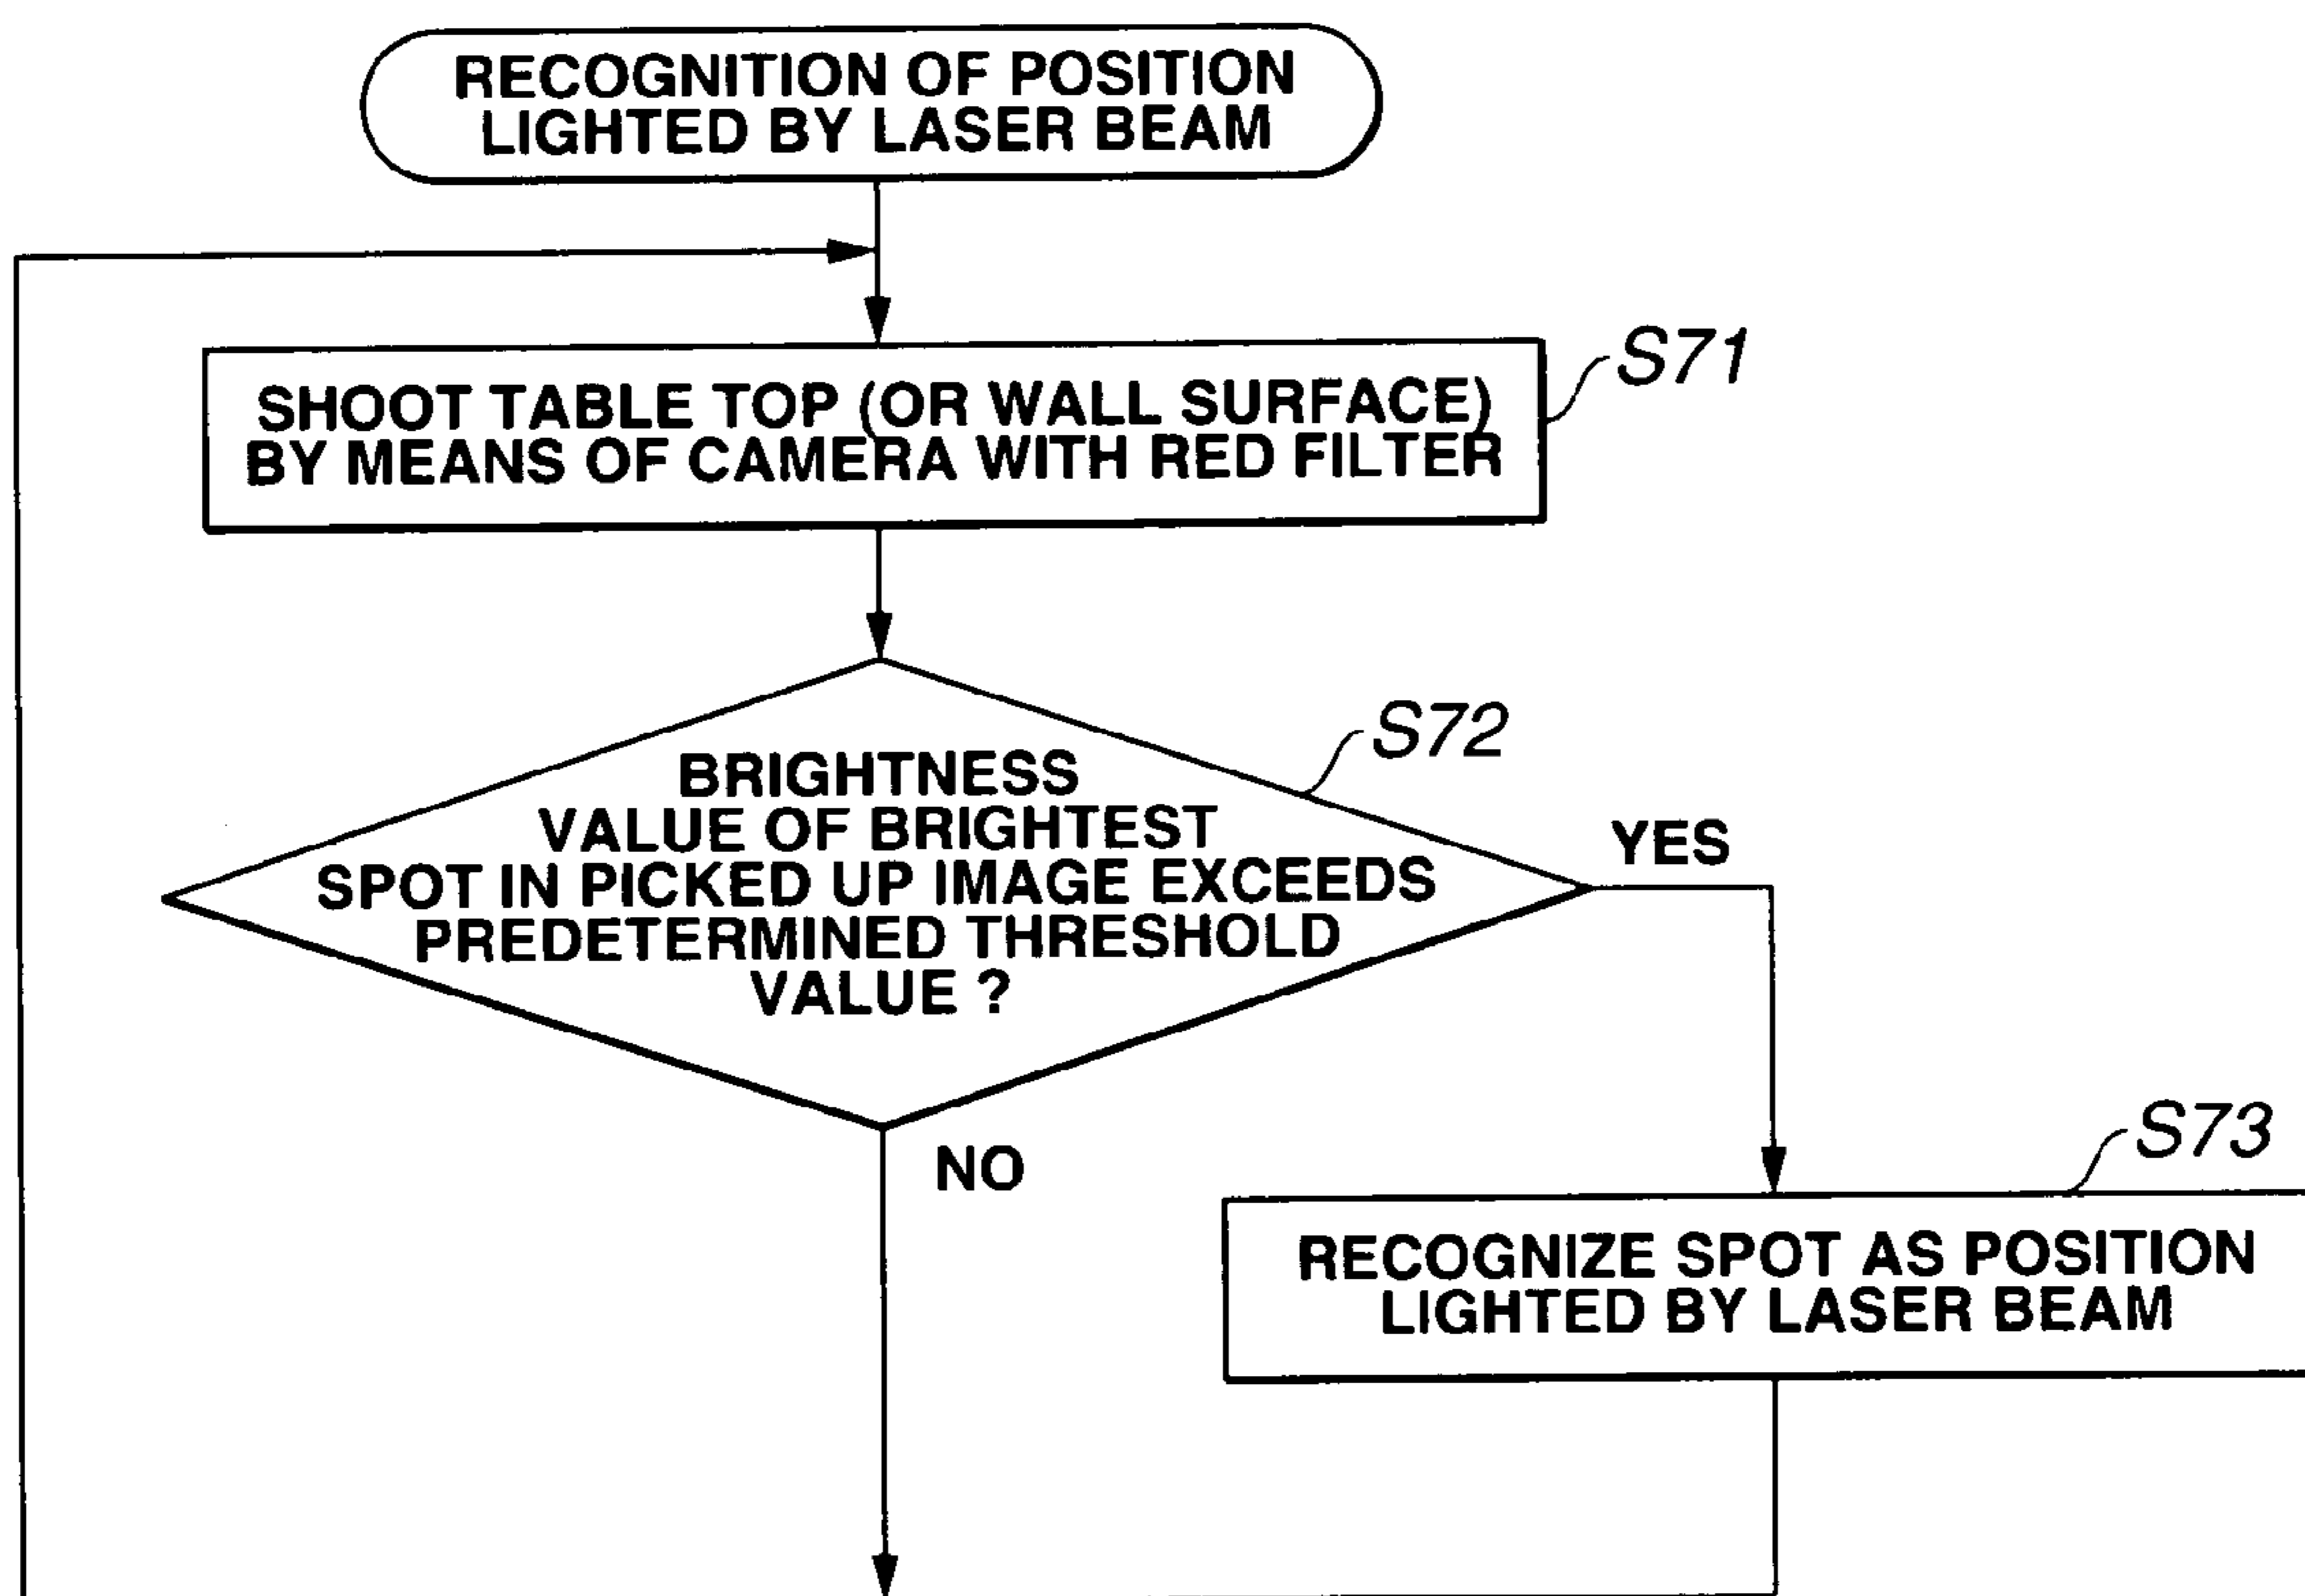 RECOGNITION OF POSITION
LIGHTED BY LASER BEAM
S71
SHOOT TABLE TOP (OR WALL SURFACE)
BY MEANS OF CAMERA WITH RED FILTER
S72
BRIGHTNESS
VALUE OF BRIGHTEST
SPOT IN PICKED UP IMAGE EXCEEDS
PREDETERMINED THRESHOLD
VALUE ?
YES
NO
S73
RECOGNIZE SPOT AS POSITION
LIGHTED BY LASER BEAM